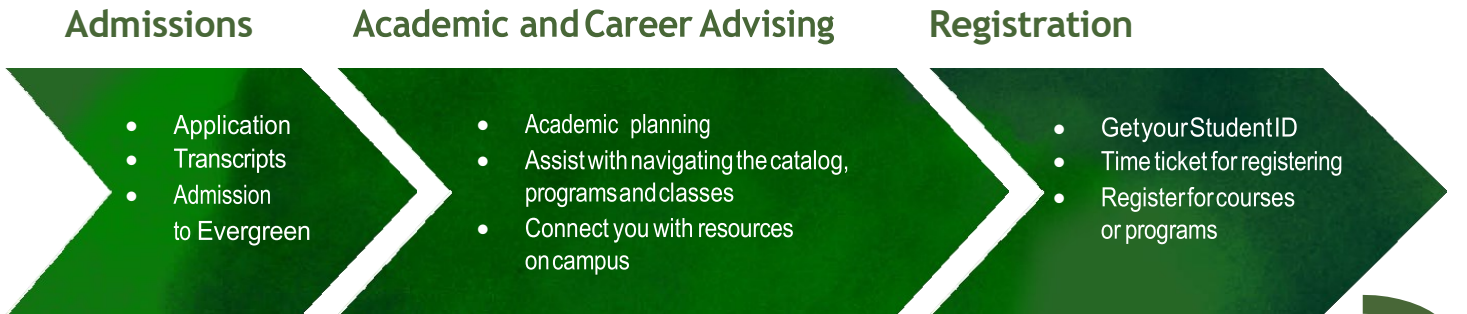 Admissions
• Application
• Transcripts
• Admission
to Evergreen
Academic and Career Advising
• Academic planning
• Assist with navigating the catalog,
programs and classes
• Connect you with resources
on campus
Registration
• Get your Student ID
• Time ticket for registering
• Register for courses
or programs